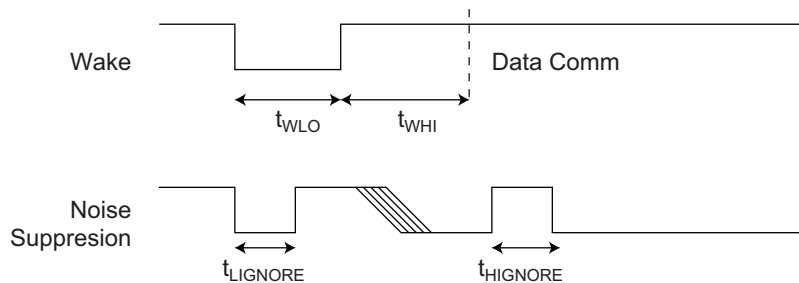 Wake
Data Comm
tWLO
tWHI
Noise
Suppresion
tLIGNORE
tHIGNORE